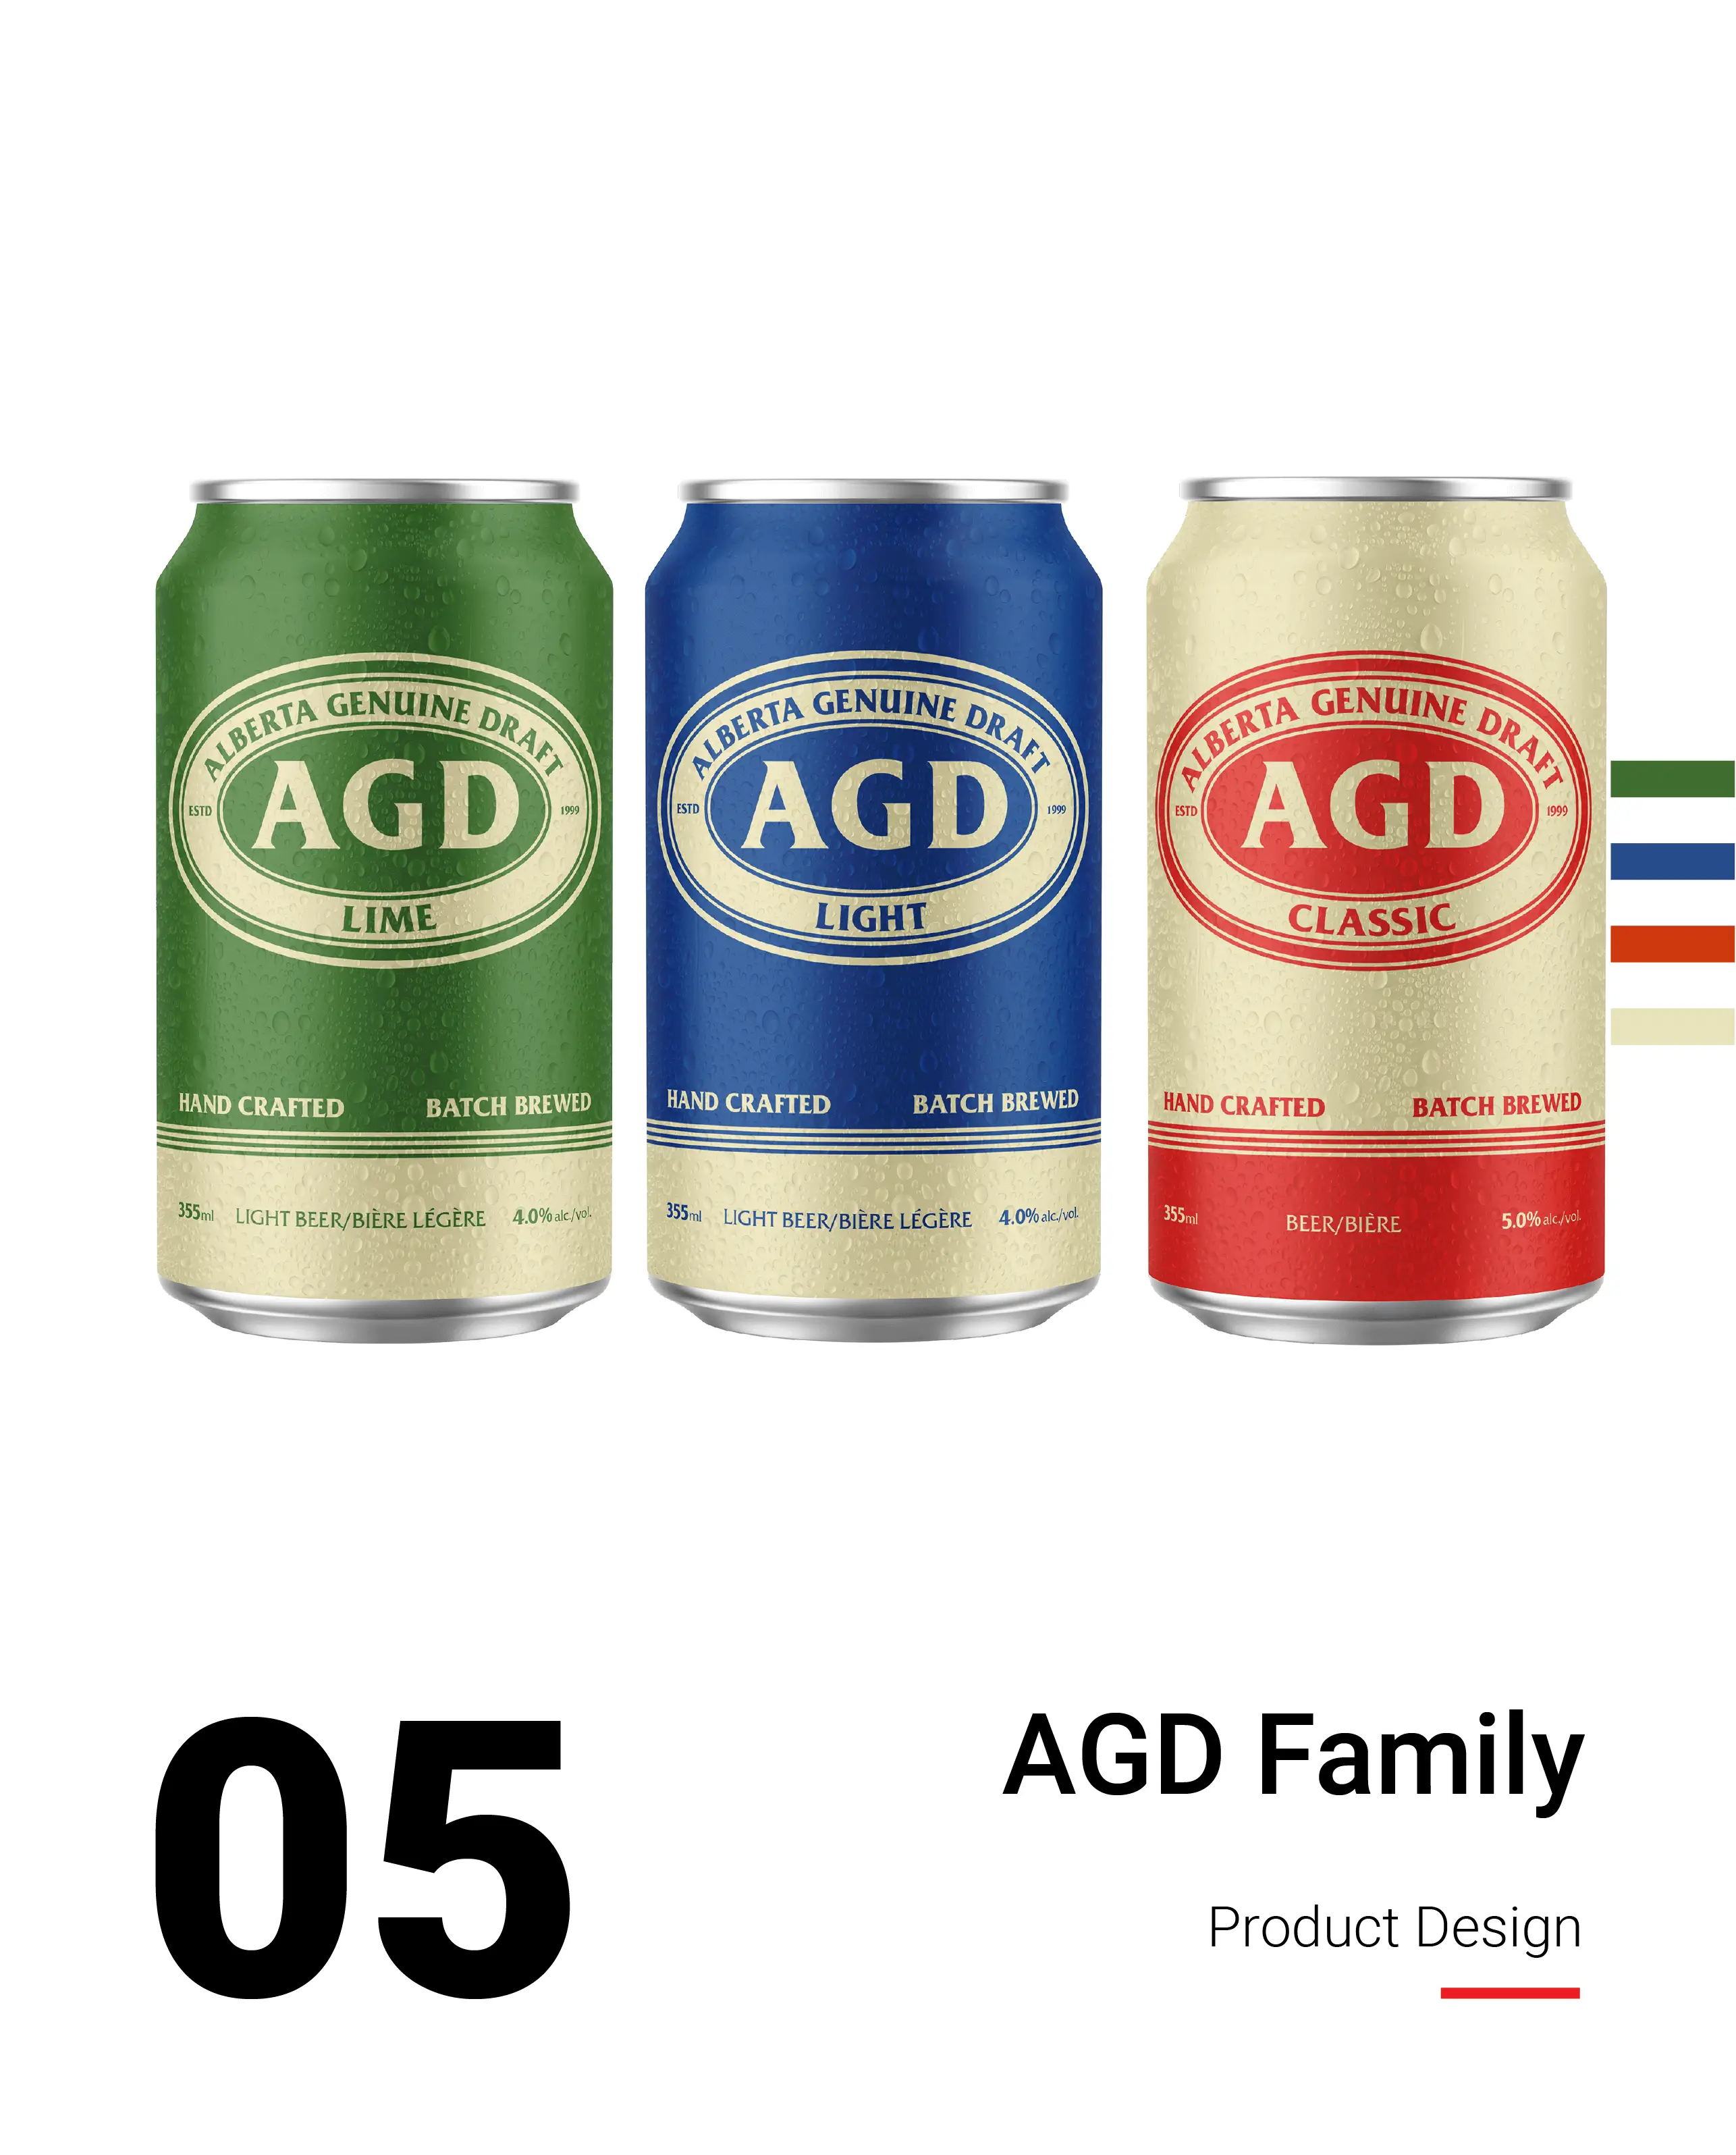 ALBERTA GENUINE DRAFT
ESTD AGD 1999
LIME
HAND CRAFTED BATCH BREWED
355ml LIGHT BEER/BIÈRE LÉGÈRE 4.0% alc./vol.
ALBERTA GENUINE DRAFT
ESTD AGD 1999
LIGHT
HAND CRAFTED BATCH BREWED
355ml LIGHT BEER/BIÈRE LÉGÈRE 4.0% alc./vol.
ALBERTA GENUINE DRAFT
ESTD AGD 1999
CLASSIC
HAND CRAFTED BATCH BREWED
355ml BEER/BIÈRE 5.0% alc./vol.
05
AGD Family
Product Design